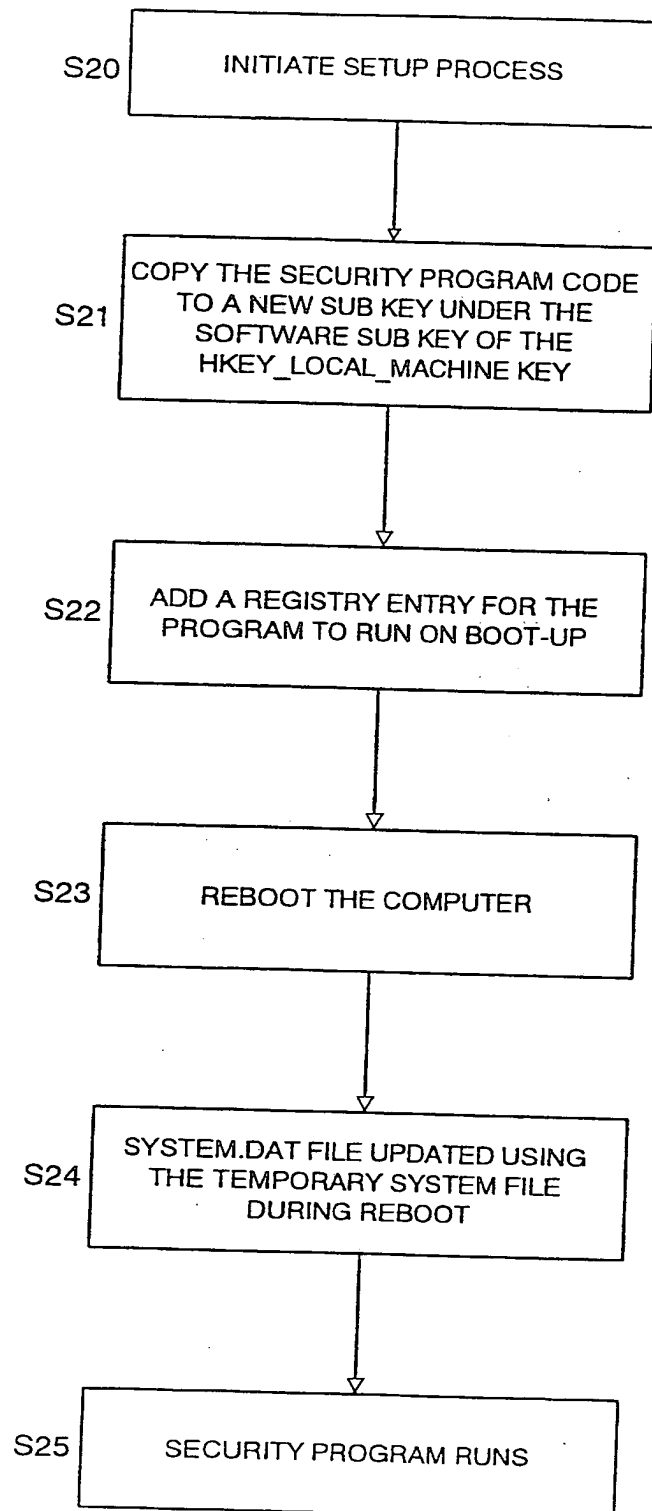 S20
INITIATE SETUP PROCESS
S21
COPY THE SECURITY PROGRAM CODE
TO A NEW SUB KEY UNDER THE
SOFTWARE SUB KEY OF THE
HKEY_LOCAL_MACHINE KEY
S22
ADD A REGISTRY ENTRY FOR THE
PROGRAM TO RUN ON BOOT-UP
S23
REBOOT THE COMPUTER
S24
SYSTEM.DAT FILE UPDATED USING
THE TEMPORARY SYSTEM FILE
DURING REBOOT
S25
SECURITY PROGRAM RUNS